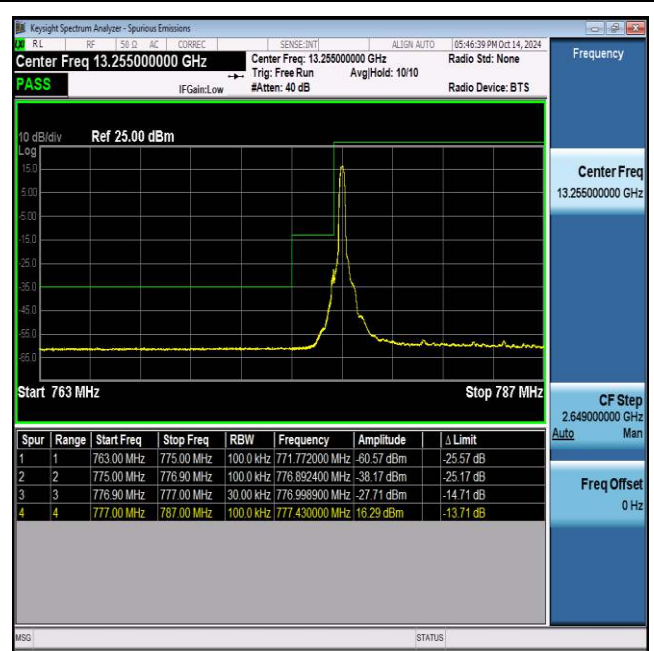 Keysight Spectrum Analyzer - Spurious Emissions
RL RF 50 Ω AC CORREC SENSE:INT ALIGN AUTO 05:46:39 PM Oct 14, 2024
Center Freq 13.255000000 GHz
Center Freq: 13.255000000 GHz
Radio Std: None
Trig: Free Run Avg|Hold: 10/10
PASS
IFGain:Low
#Atten: 40 dB
Radio Device: BTS
10 dB/div Ref 25.00 dBm
Log
15.0
5.00
-5.00
-15.0
-25.0
-35.0
-45.0
-55.0
-65.0
Start 763 MHz Stop 787 MHz
Spur Range Start Freq Stop Freq RBW Frequency Amplitude Δ Limit
1 1 763.00 MHz 775.00 MHz 100.0 kHz 771.772000 MHz -60.57 dBm -25.57 dB
2 2 775.00 MHz 776.90 MHz 100.0 kHz 776.892400 MHz -38.17 dBm -25.17 dB
3 3 776.90 MHz 777.00 MHz 30.00 kHz 776.998900 MHz -27.71 dBm -14.71 dB
4 4 777.00 MHz 787.00 MHz 100.0 kHz 777.430000 MHz 16.29 dBm -13.71 dB
MSG STATUS
Frequency
Center Freq
13.255000000 GHz
CF Step
2.649000000 GHz
Auto Man
Freq Offset
0 Hz